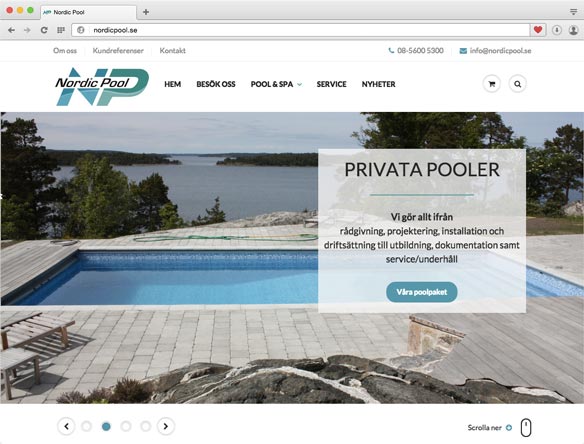 Nordic Pool
nordicpool.se
Om oss Kundreferenser Kontakt 08-5600 5300 info@nordicpool.se
Nordic Pool NP HEM BESÖK OSS POOL & SPA SERVICE NYHETER
PRIVATA POOLER
Vi gör allt ifrån
rådgivning, projektering, installation och
driftsättning till utbildning, dokumentation samt
service/underhåll
Våra poolpaket
Scrolla ner